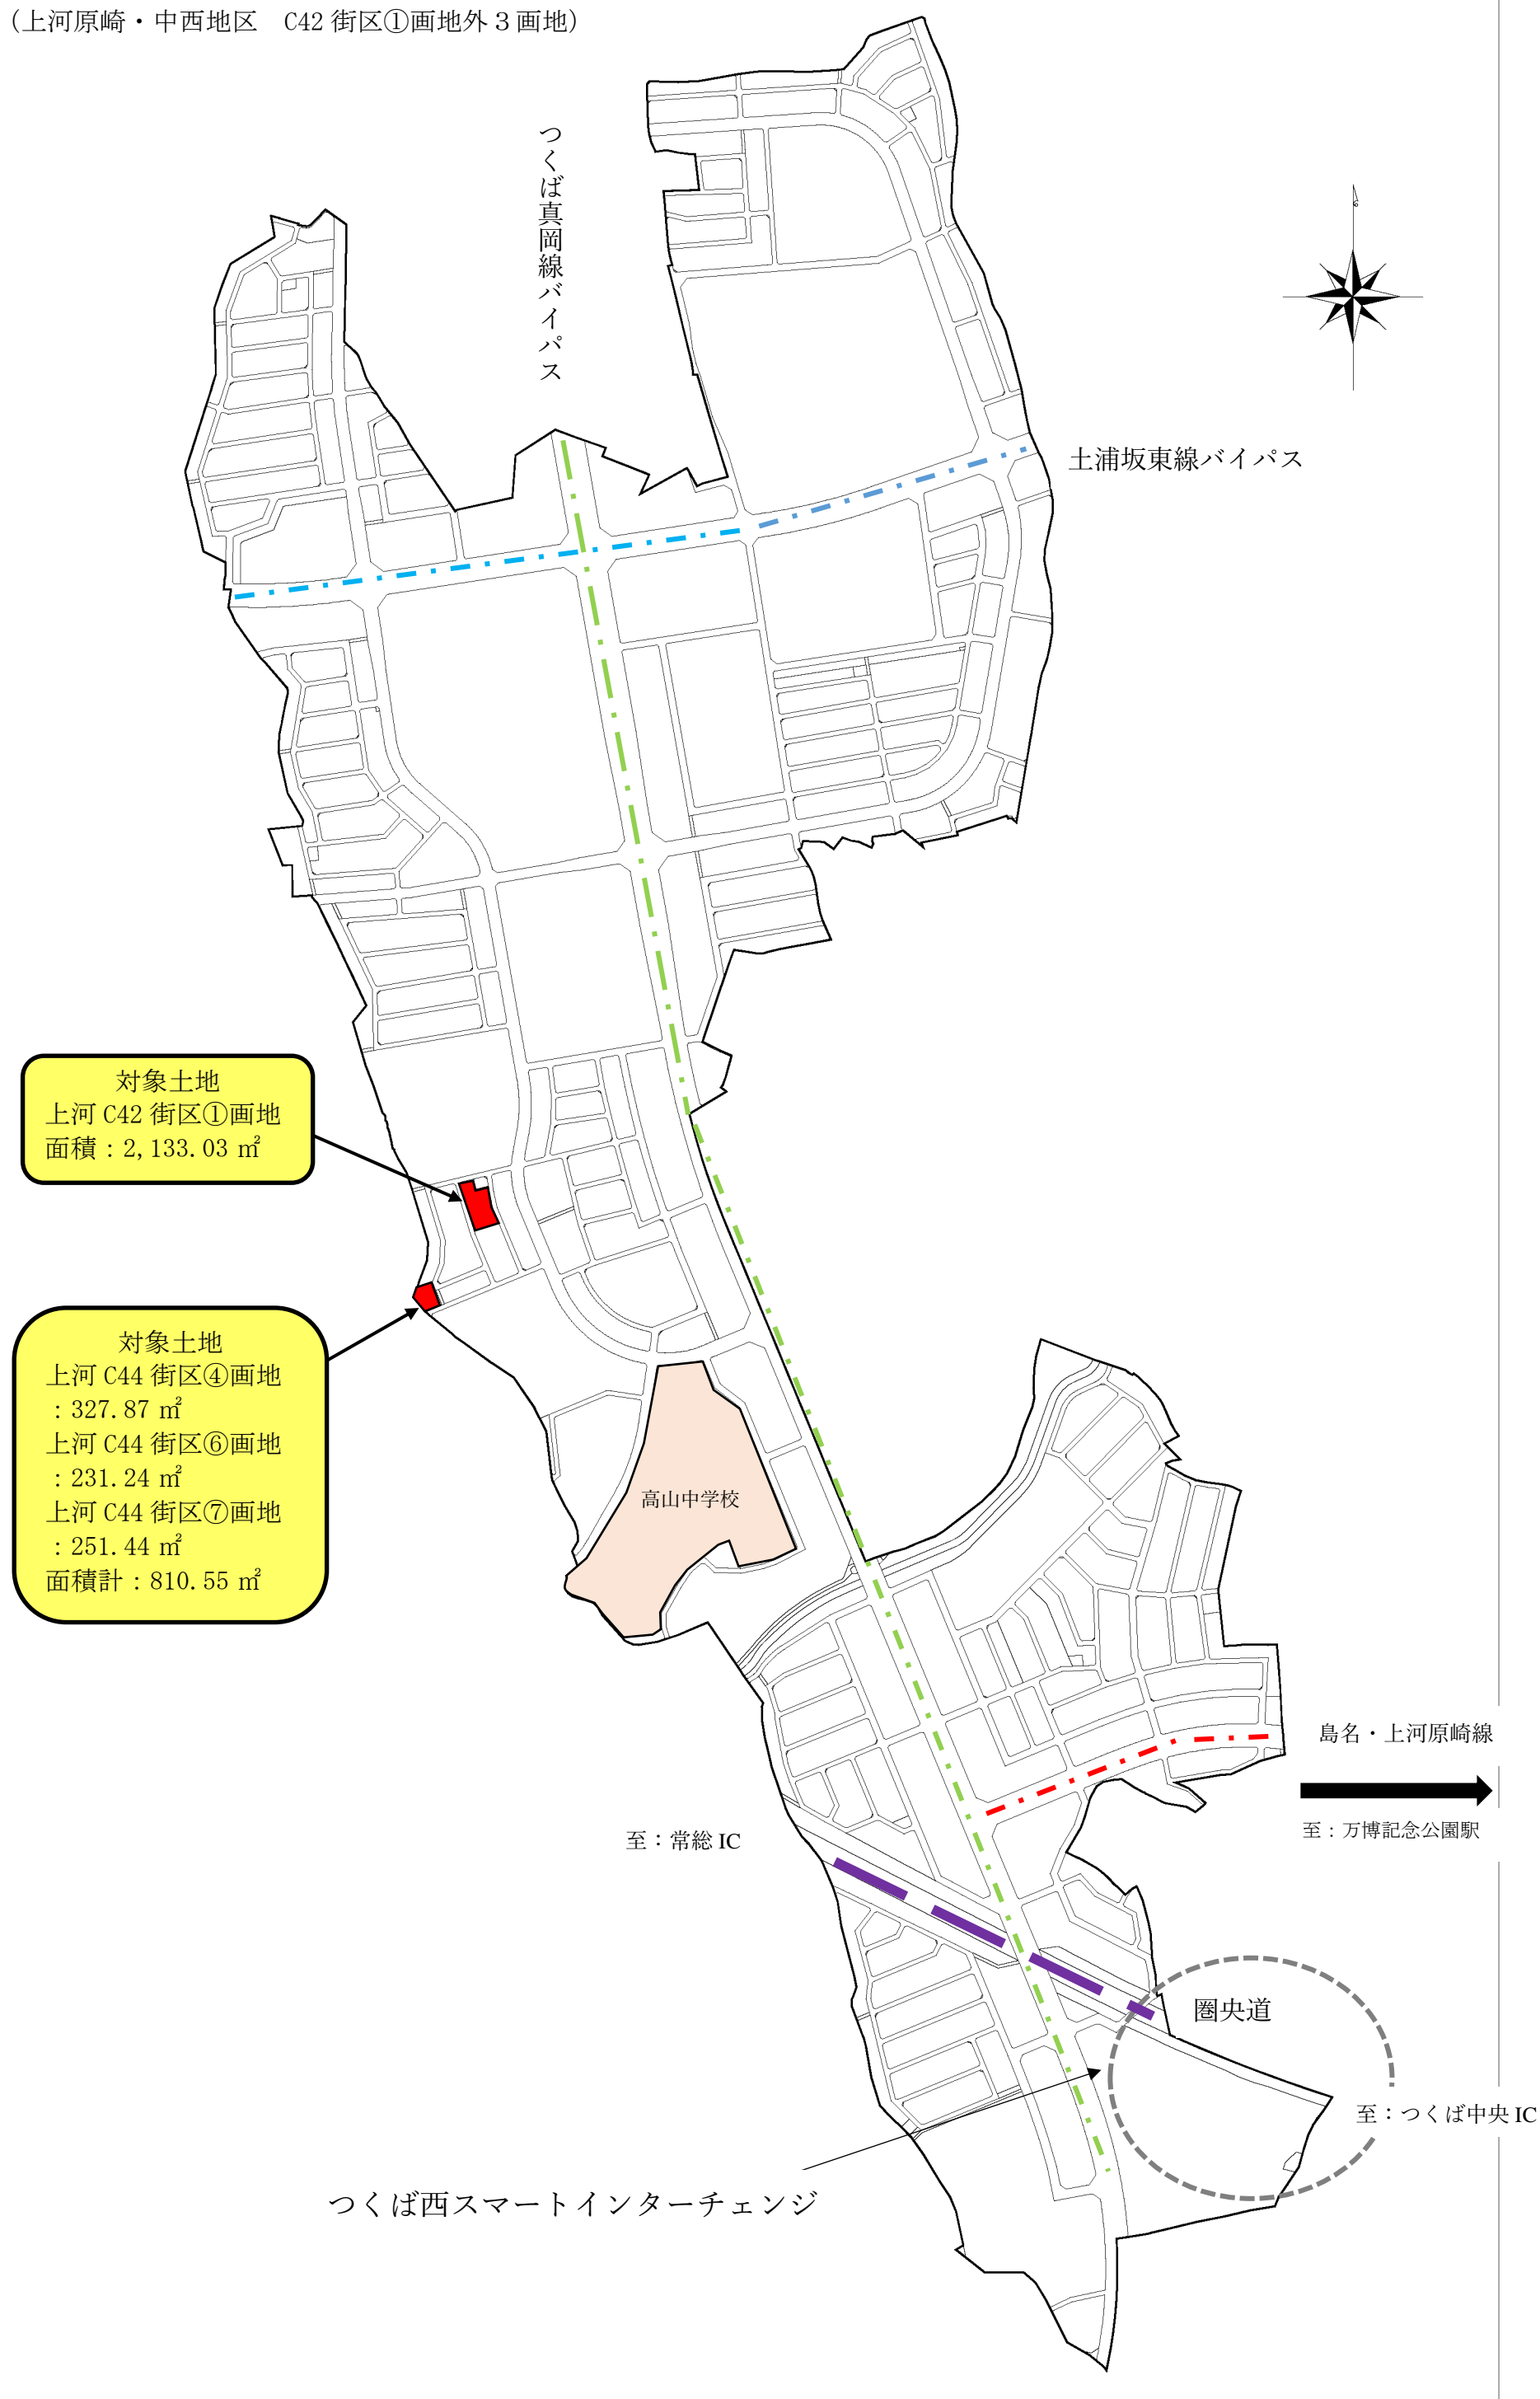 （上河原崎・中西地区　C42 街区①画地外３画地）
つくば真岡線バイパス
土浦坂東線バイパス
対象土地
上河 C42 街区①画地
面積：2,133.03 ㎡
対象土地
上河 C44 街区④画地
：327.87 ㎡
上河 C44 街区⑥画地
：231.24 ㎡
上河 C44 街区⑦画地
：251.44 ㎡
面積計：810.55 ㎡
高山中学校
島名・上河原崎線
至：万博記念公園駅
至：常総 IC
圏央道
至：つくば中央 IC
つくば西スマートインターチェンジ